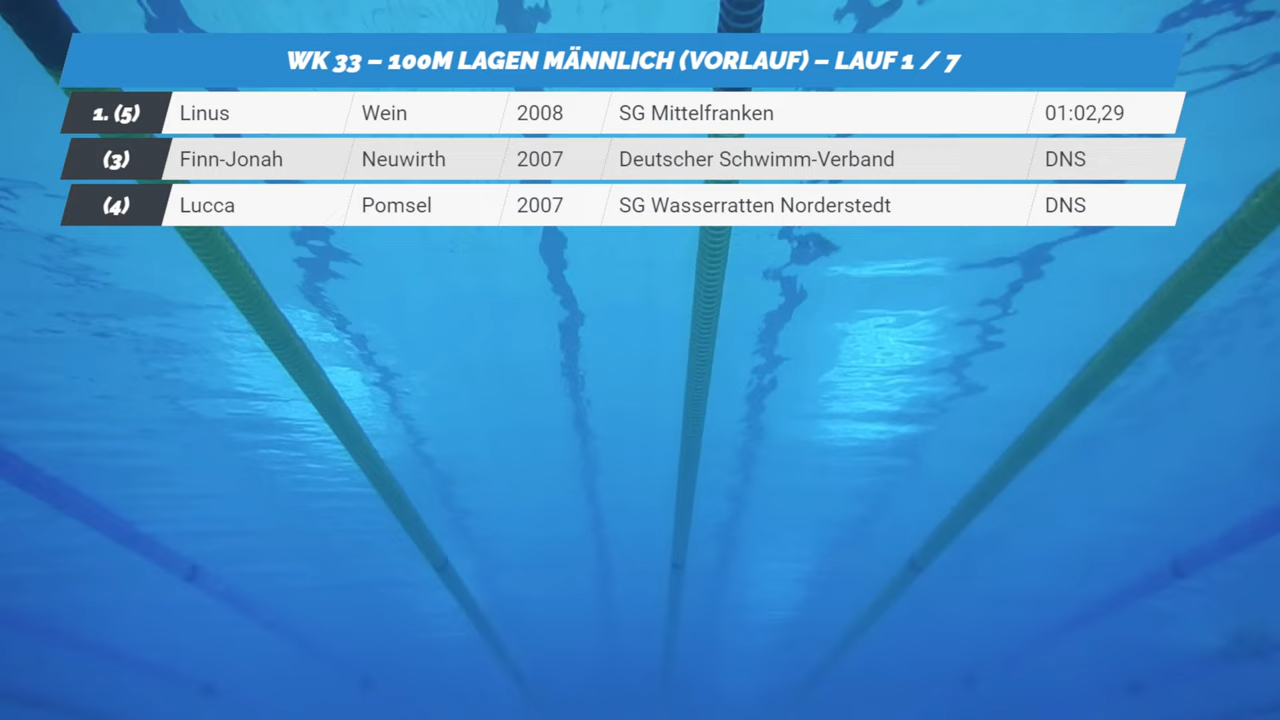 WK 33 – 100M LAGEN MÄNNLICH (VORLAUF) – LAUF 1 / 7
1. (5) Linus Wein 2008 SG Mittelfranken 01:02,29
(3) Finn-Jonah Neuwirth 2007 Deutscher Schwimm-Verband DNS
(4) Lucca Pomsel 2007 SG Wasserratten Norderstedt DNS